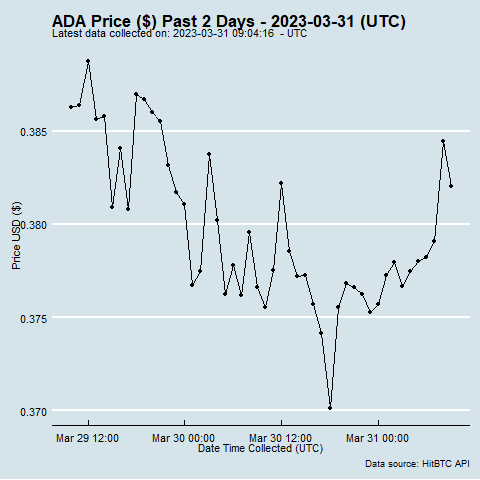 ADA Price ($) Past 2 Days - 2023-03-31 (UTC)
Latest data collected on: 2023-03-31 09:04:16 - UTC
0.385
0.380
0.375
0.370
Price USD ($)
Mar 29 12:00 Mar 30 00:00 Mar 30 12:00 Mar 31 00:00
Date Time Collected (UTC)
Data source: HitBTC API